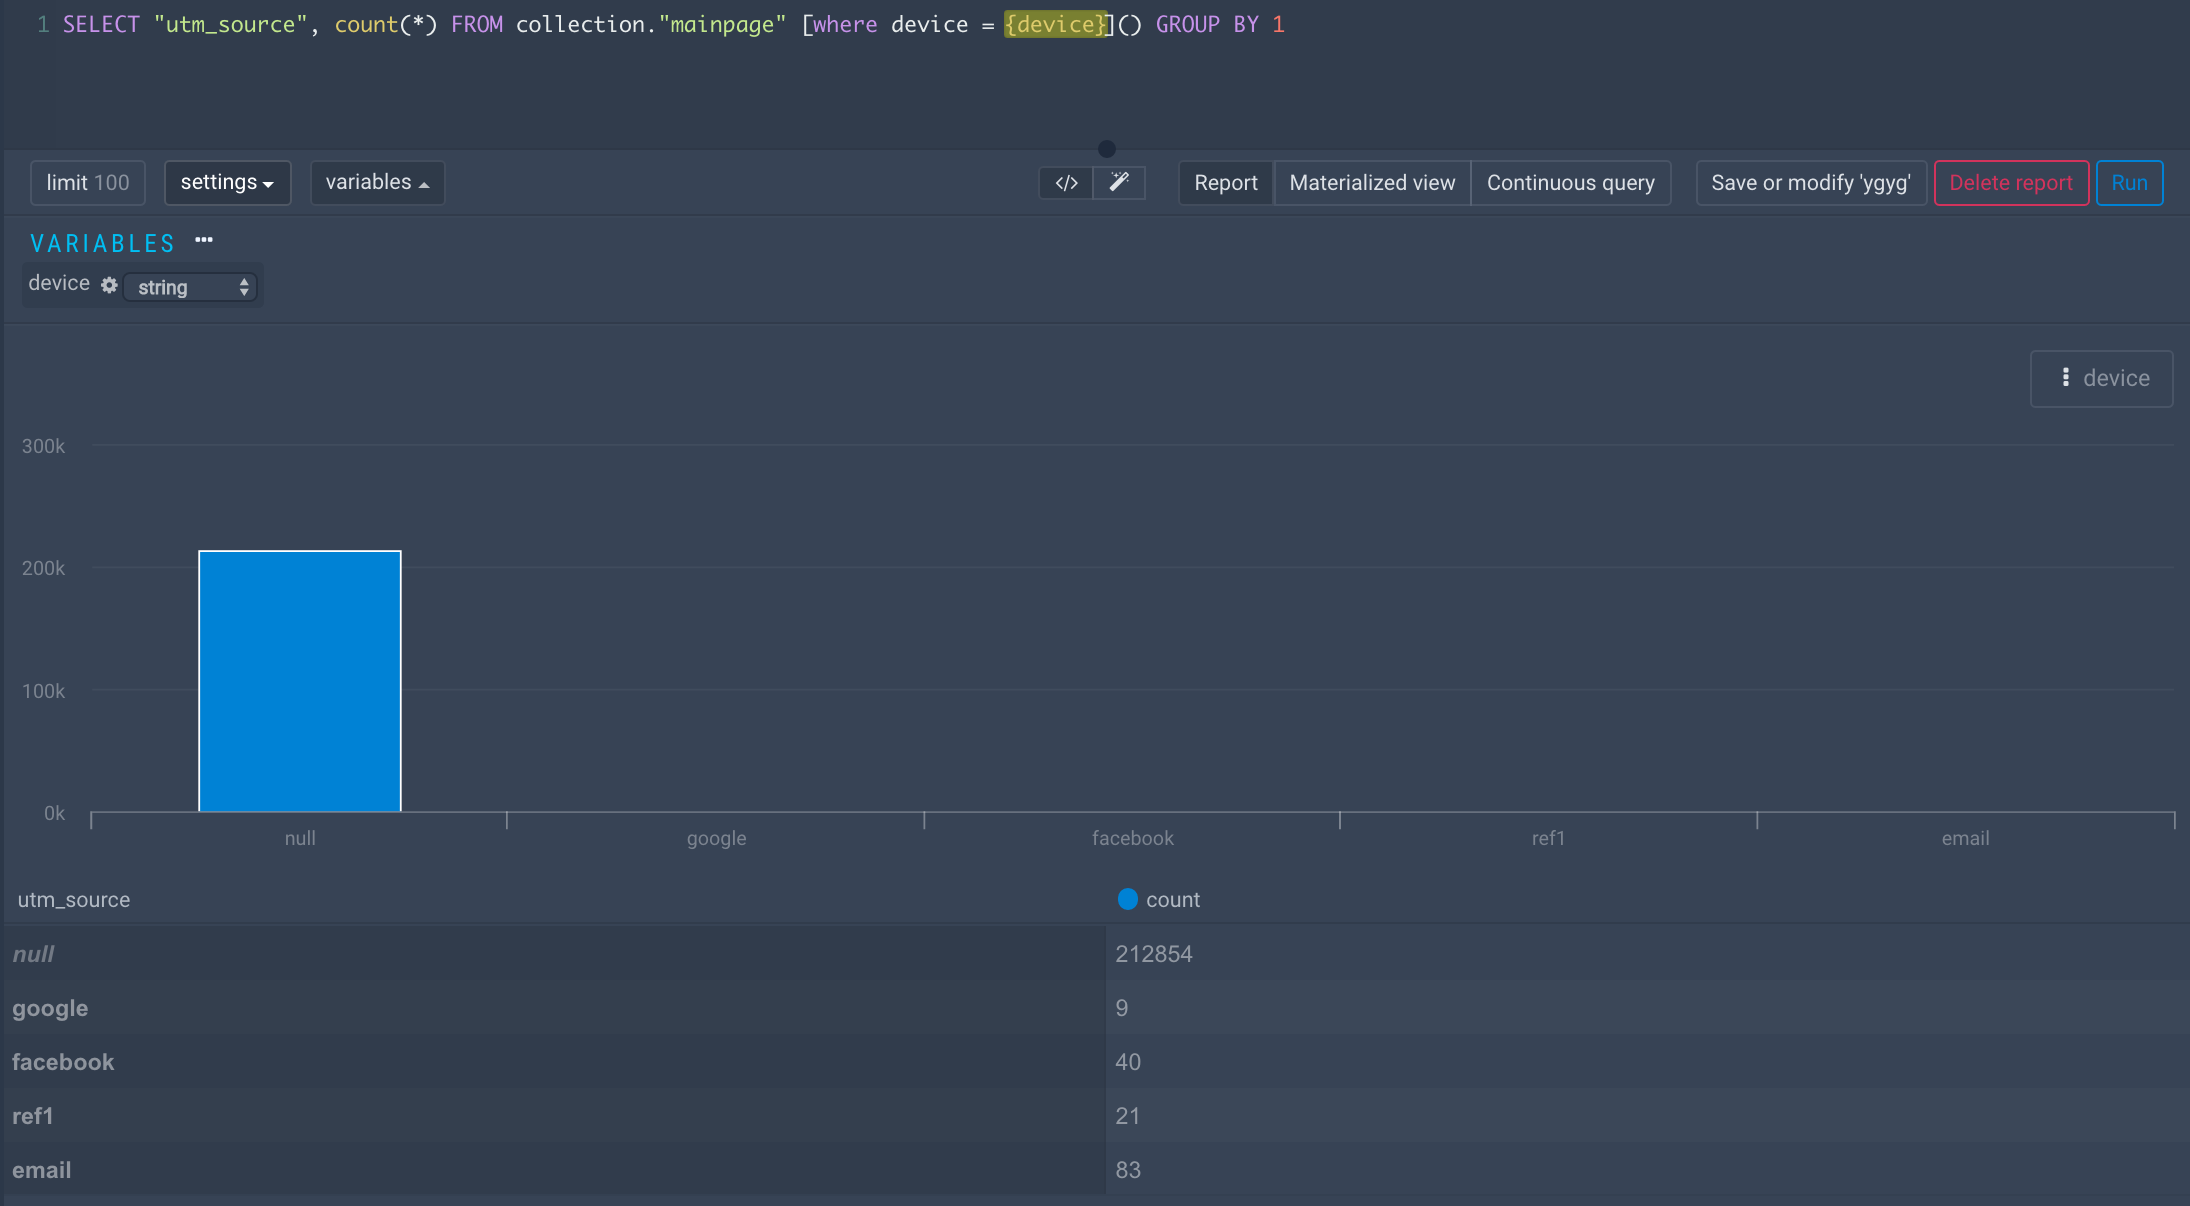 1 SELECT "utm_source", count(*) FROM collection."mainpage" [where device = {device}]() GROUP BY 1
limit 100 settings variables </> Report Materialized view Continuous query Save or modify 'ygyg' Delete report Run
VARIABLES •••
device string
device
300k
200k
100k
0k
null google facebook ref1 email
utm_source count
null 212854
google 9
facebook 40
ref1 21
email 83